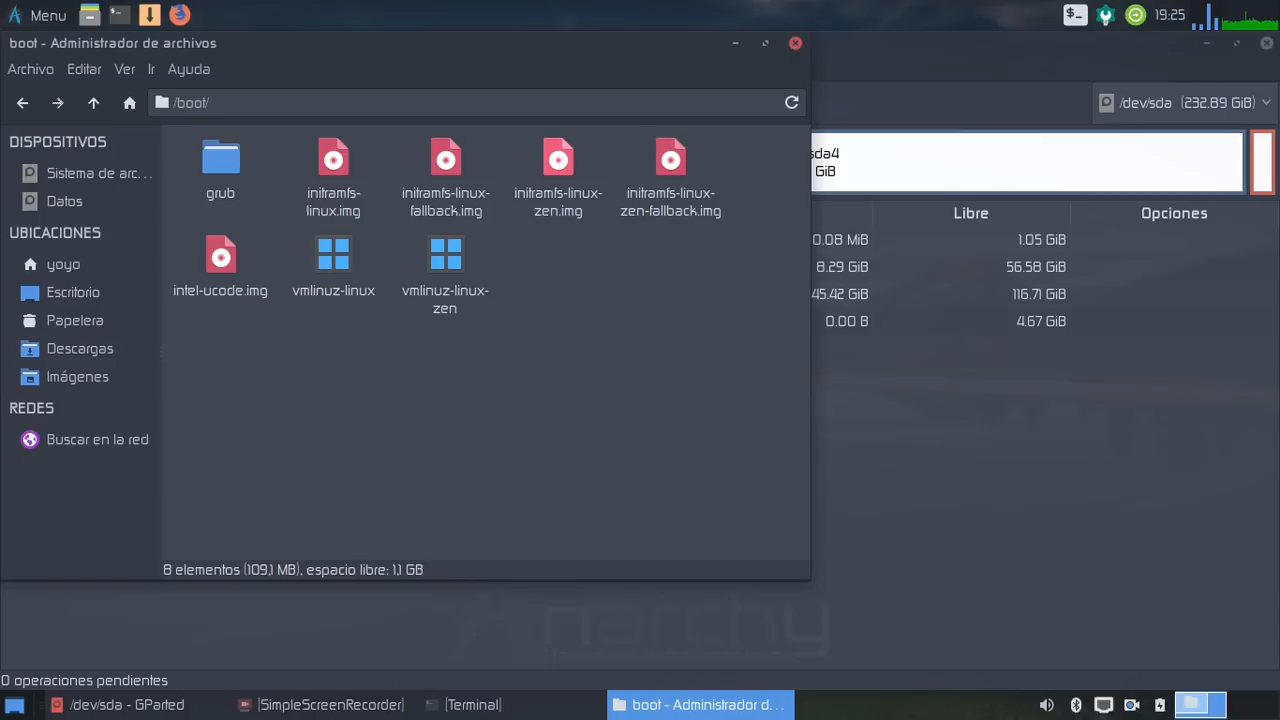 Menu
19:25
boot - Administrador de archivos
Archivo Editar Ver Ir Ayuda
/boot/
/dev/sda (232.89 GiB)
DISPOSITIVOS
Sistema de arc...
Datos
UBICACIONES
yoyo
Escritorio
Papelera
Descargas
Imágenes
REDES
Buscar en la red
grub
initramfs-
linux.img
initramfs-linux-
fallback.img
initramfs-linux-
zen.img
initramfs-linux-
zen-fallback.img
intel-ucode.img
vmlinuz-linux
vmlinuz-linux-
zen
8 elementos (109,1 MB), espacio libre: 1,1 GB
sda4
GiB
Libre Opciones
0.08 MiB 1.05 GiB
8.29 GiB 56.58 GiB
45.42 GiB 116.71 GiB
0.00 B 4.67 GiB
Anarchy
0 operaciones pendientes
/dev/sda - GParted
[SimpleScreenRecorder]
[Terminal]
boot - Administrador d...